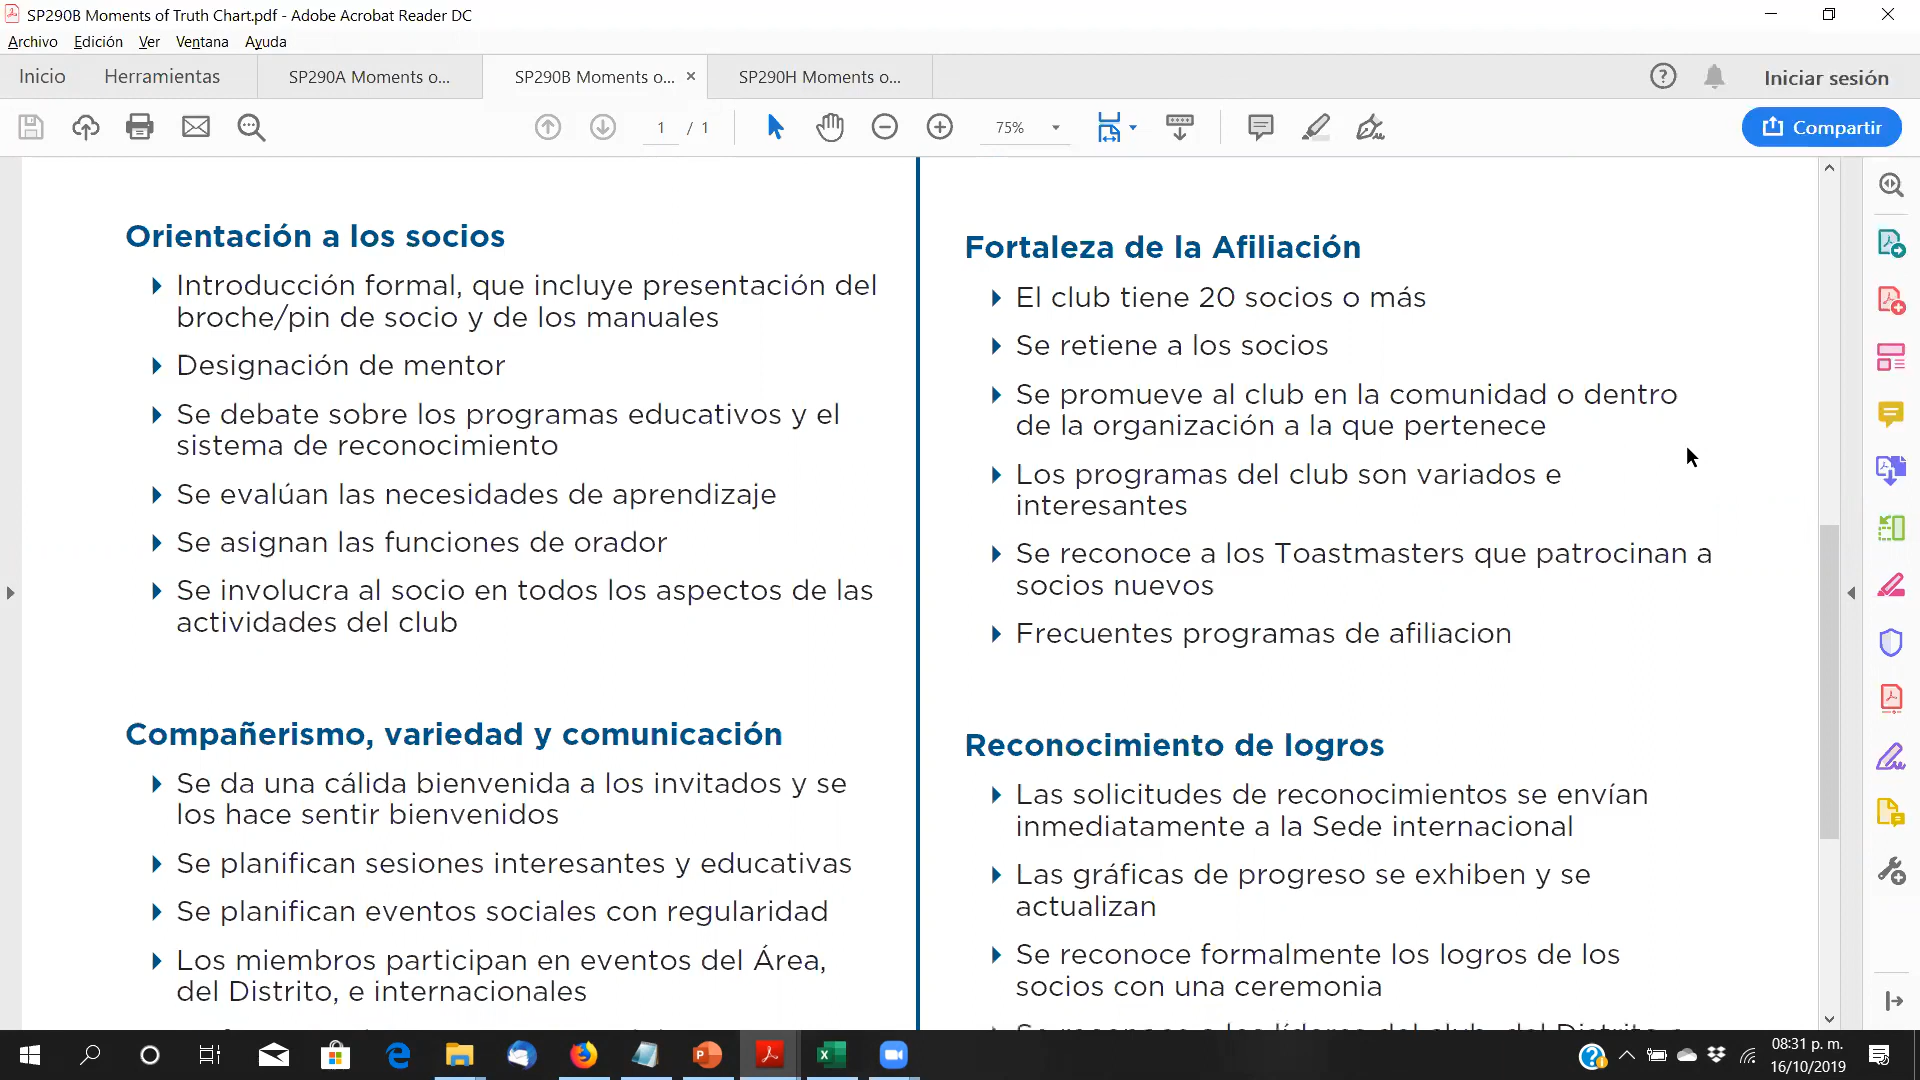 SP290B Moments of Truth Chart.pdf - Adobe Acrobat Reader DC
Archivo Edición Ver Ventana Ayuda
Inicio Herramientas SP290A Moments o... SP290B Moments o... × SP290H Moments o... Iniciar sesión
1 / 1 75% Compartir
Orientación a los socios
Introducción formal, que incluye presentación del
broche/pin de socio y de los manuales
Designación de mentor
Se debate sobre los programas educativos y el
sistema de reconocimiento
Se evalúan las necesidades de aprendizaje
Se asignan las funciones de orador
Se involucra al socio en todos los aspectos de las
actividades del club
Compañerismo, variedad y comunicación
Se da una cálida bienvenida a los invitados y se
los hace sentir bienvenidos
Se planifican sesiones interesantes y educativas
Se planifican eventos sociales con regularidad
Los miembros participan en eventos del Área,
del Distrito, e internacionales
Fortaleza de la Afiliación
El club tiene 20 socios o más
Se retiene a los socios
Se promueve al club en la comunidad o dentro
de la organización a la que pertenece
Los programas del club son variados e
interesantes
Se reconoce a los Toastmasters que patrocinan a
socios nuevos
Frecuentes programas de afiliacion
Reconocimiento de logros
Las solicitudes de reconocimientos se envían
inmediatamente a la Sede internacional
Las gráficas de progreso se exhiben y se
actualizan
Se reconoce formalmente los logros de los
socios con una ceremonia
Se reconoce a los líderes del club, del Distrito
08:31 p. m.
16/10/2019